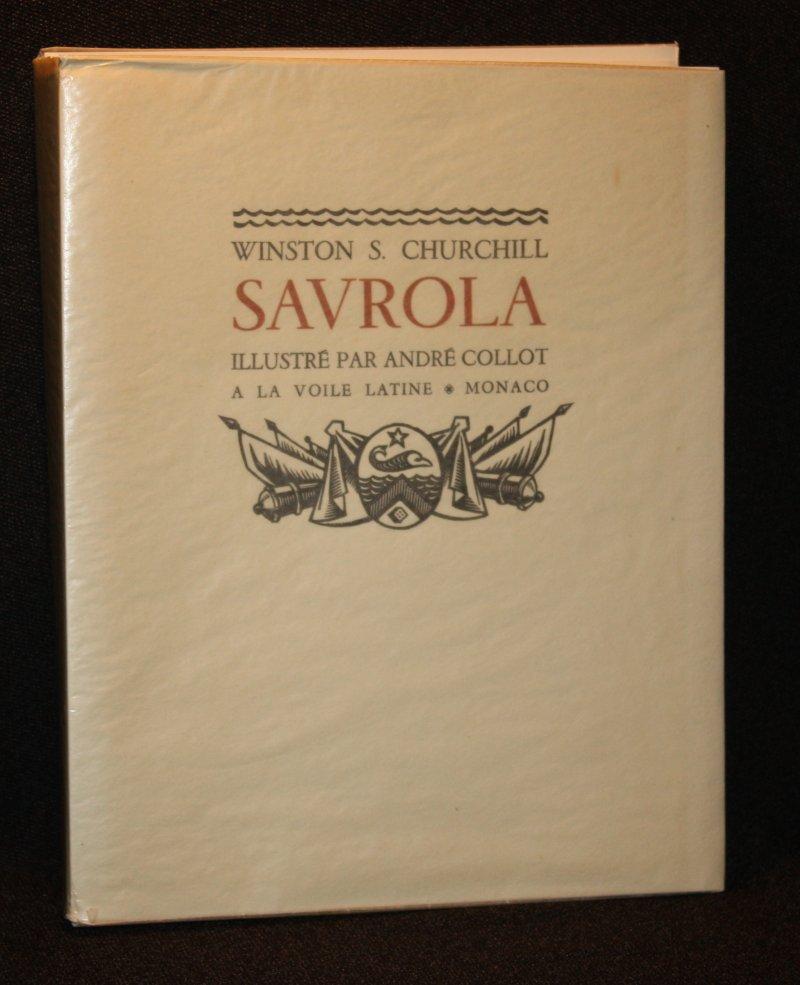 WINSTON S. CHURCHILL
SAVROLA
ILLUSTRÉ PAR ANDRÉ COLLOT
A LA VOILE LATINE * MONACO